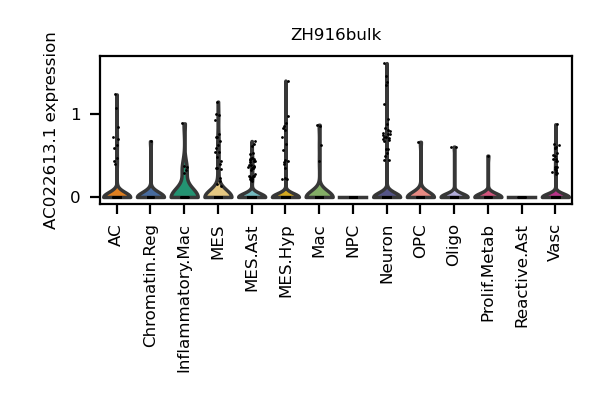 ZH916bulk
AC022613.1 expression
1
0
AC
Chromatin.Reg
Inflammatory.Mac
MES
MES.Ast
MES.Hyp
Mac
NPC
Neuron
OPC
Oligo
Prolif.Metab
Reactive.Ast
Vasc